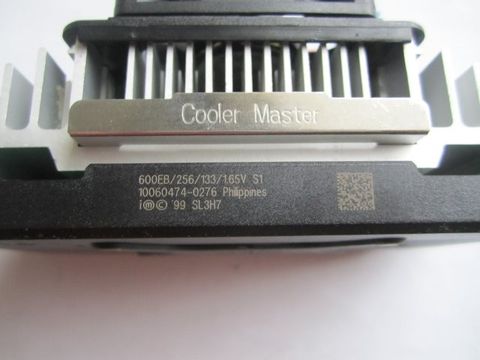 Cooler Master
600EB/256/133/1.65V S1
10060474-0276 Philippines
i ⓜ © '99 SL3H7